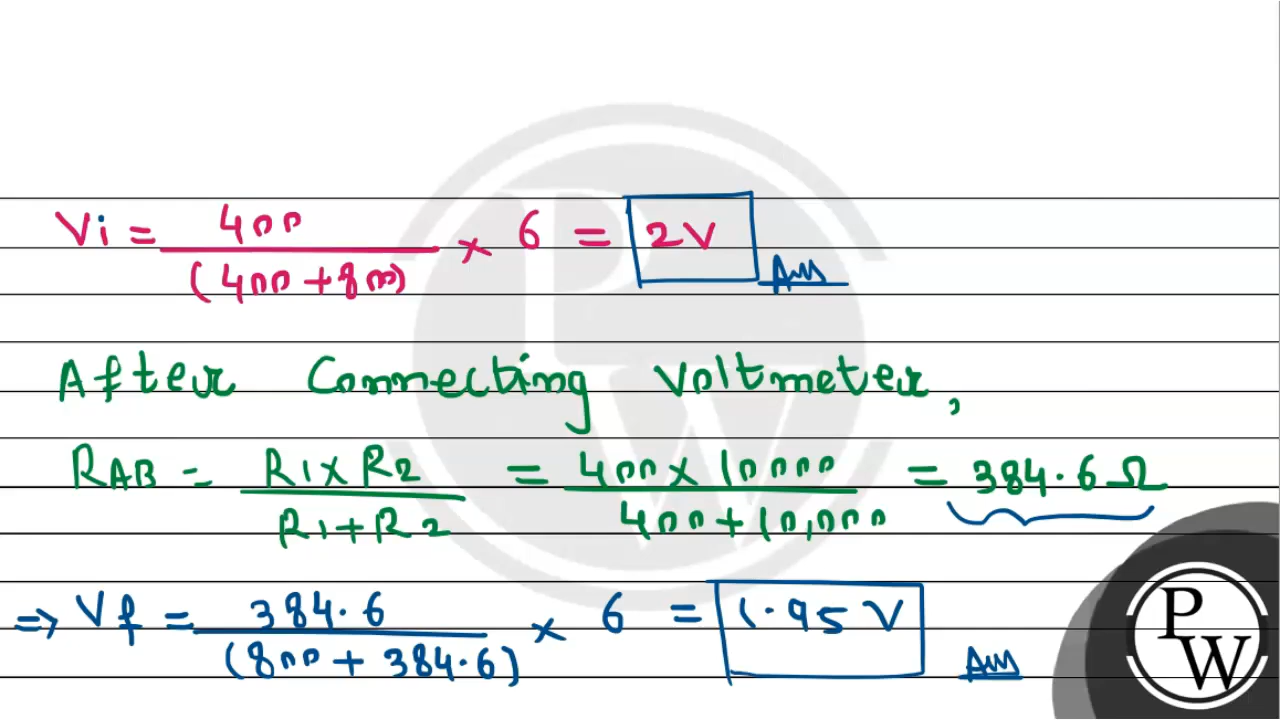 Vi = 400 / (400 + 800) × 6 = 2V Ans
After Connecting Voltmeter,
RAB = R1 × R2 / R1 + R2 = 400 × 10000 / 400 + 10,000 = 384.6 Ω
⇒ Vf = 384.6 / (800 + 384.6) × 6 = 1.95 V Ans
PW
PW